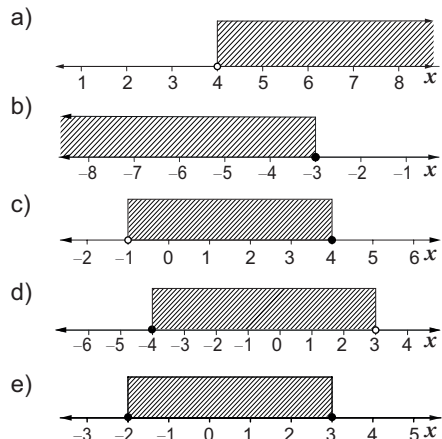 a)
1 2 3 4 5 6 7 8 x
b)
–8 –7 –6 –5 –4 –3 –2 –1 x
c)
–2 –1 0 1 2 3 4 5 6 x
d)
–6 –5 –4 –3 –2 –1 0 1 2 3 4 x
e)
–3 –2 –1 0 1 2 3 4 5 x